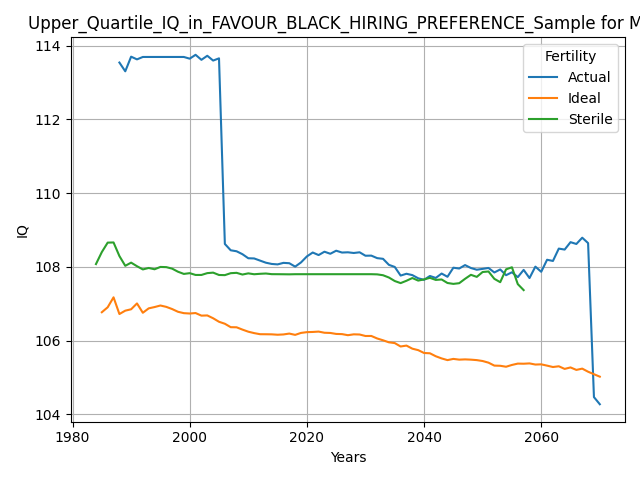 Upper_Quartile_IQ_in_FAVOUR_BLACK_HIRING_PREFERENCE_Sample for M
114
112
110
108
106
104
IQ
Fertility
Actual
Ideal
Sterile
1980
2000
2020
2040
2060
Years